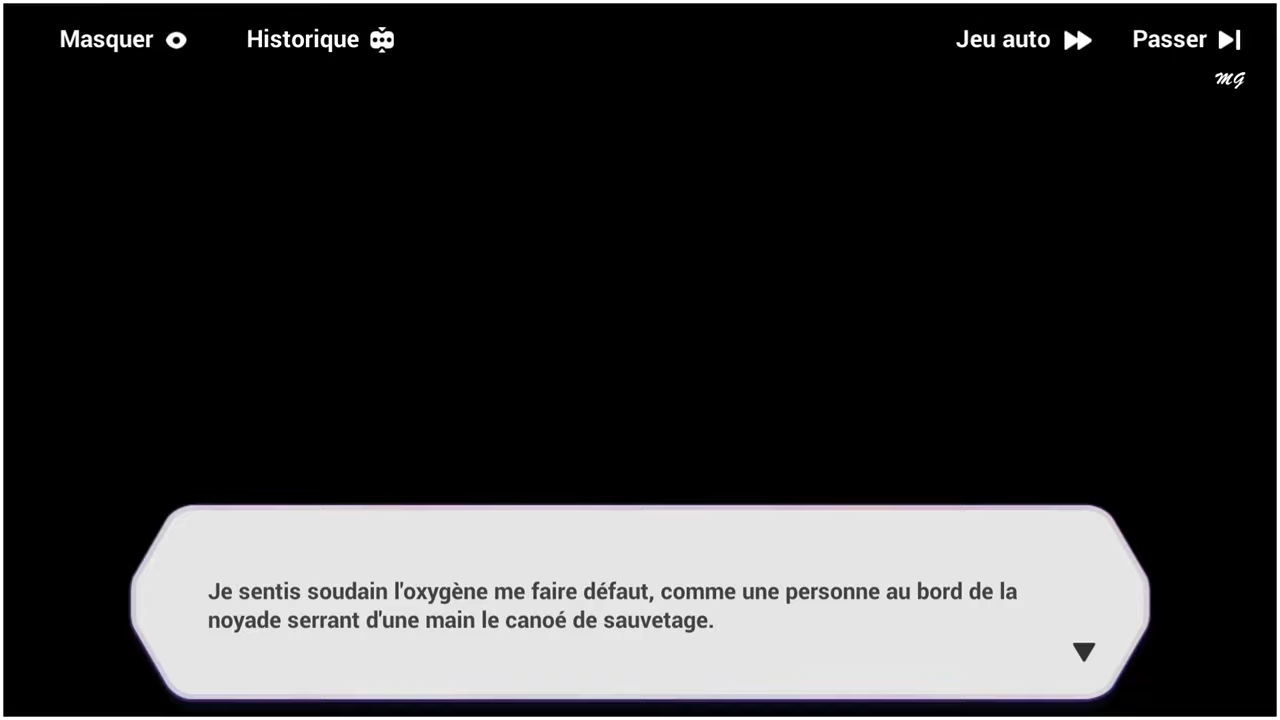 Masquer
Historique
Jeu auto
Passer
MG
Je sentis soudain l'oxygène me faire défaut, comme une personne au bord de la
noyade serrant d'une main le canoé de sauvetage.